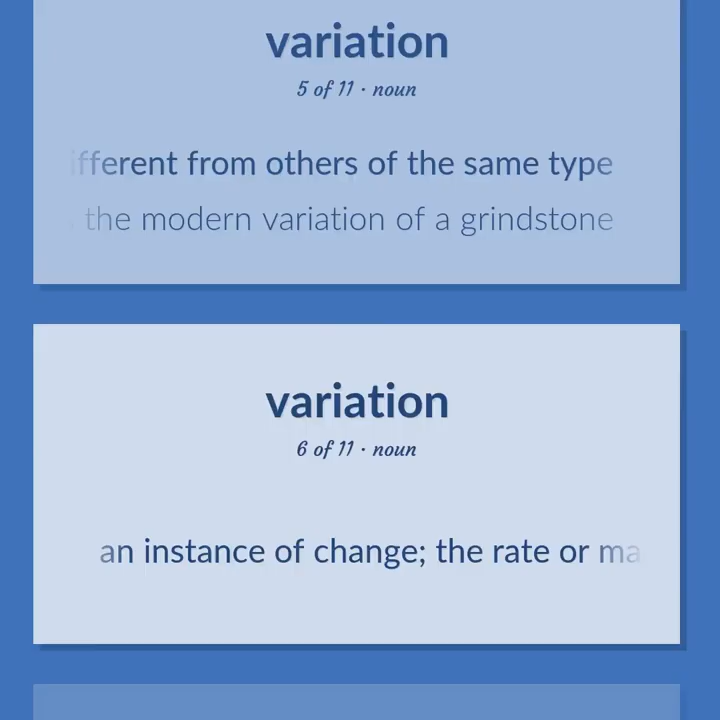 variation
5 of 11 · noun
ifferent from others of the same type
the modern variation of a grindstone
variation
6 of 11 · noun
an instance of change; the rate or ma